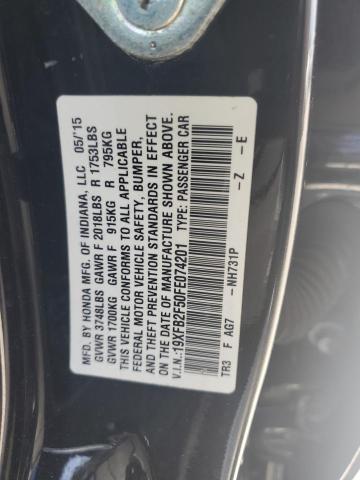 MFD. BY HONDA MFG. OF INDIANA, LLC 05/'15
GVWR 3748LBS GAWR F 2018LBS R 1753LBS
GVWR 1700KG GAWR F 915KG R 795KG
THIS VEHICLE CONFORMS TO ALL APPLICABLE
FEDERAL MOTOR VEHICLE SAFETY, BUMPER,
AND THEFT PREVENTION STANDARDS IN EFFECT
ON THE DATE OF MANUFACTURE SHOWN ABOVE.
V.I.N.:19XFB2F50FE074201 TYPE: PASSENGER CAR
TR3 F AG7 -NH731P -Z -E